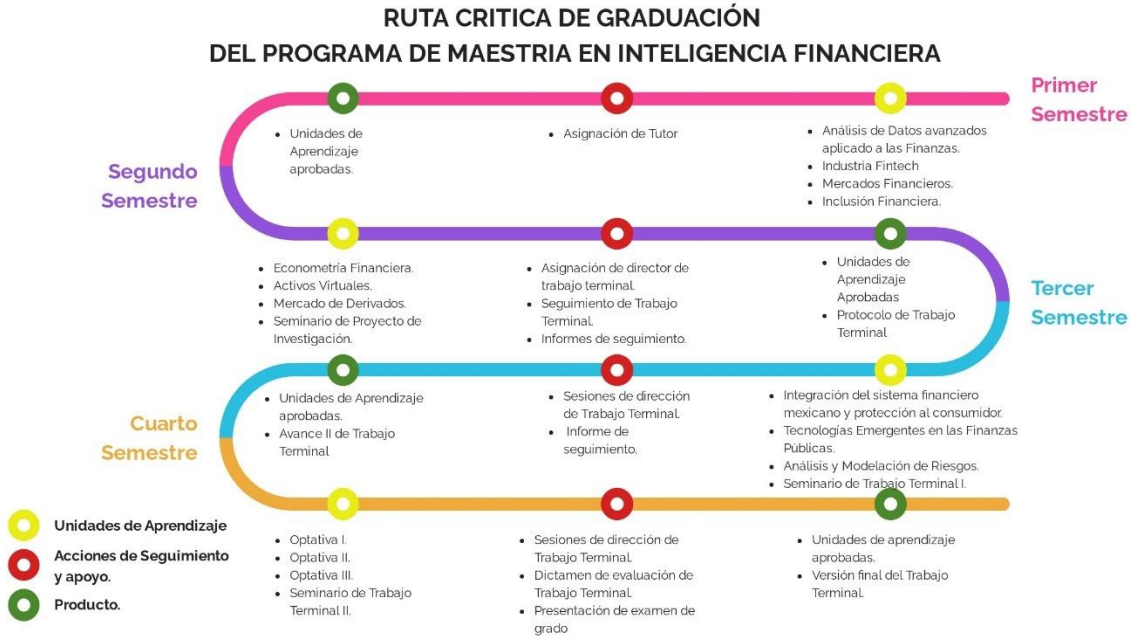 RUTA CRITICA DE GRADUACIÓN
DEL PROGRAMA DE MAESTRIA EN INTELIGENCIA FINANCIERA
Primer
Semestre
• Unidades de
Aprendizaje
aprobadas.
• Asignación de Tutor
• Análisis de Datos avanzados
aplicado a las Finanzas.
• Industria Fintech
• Mercados Financieros.
• Inclusión Financiera.
Segundo
Semestre
• Econometría Financiera.
• Activos Virtuales.
• Mercado de Derivados.
• Seminario de Proyecto de
Investigación.
• Asignación de director de
trabajo terminal.
• Seguimiento de Trabajo
Terminal.
• Informes de seguimiento.
• Unidades de
Aprendizaje
Aprobadas
• Protocolo de Trabajo
Terminal
Tercer
Semestre
• Unidades de Aprendizaje
aprobadas.
• Avance II de Trabajo
Terminal
• Sesiones de dirección
de Trabajo Terminal.
• Informe de
seguimiento.
• Integración del sistema financiero
mexicano y protección al consumidor.
• Tecnologías Emergentes en las Finanzas
Públicas.
• Análisis y Modelación de Riesgos.
• Seminario de Trabajo Terminal I.
Cuarto
Semestre
• Optativa I.
• Optativa II.
• Optativa III.
• Seminario de Trabajo
Terminal II.
• Sesiones de dirección de
Trabajo Terminal.
• Dictamen de evaluación de
Trabajo Terminal.
• Presentación de examen de
grado
• Unidades de aprendizaje
aprobadas.
• Versión final del Trabajo
Terminal.
Unidades de Aprendizaje
Acciones de Seguimiento
y apoyo.
Producto.